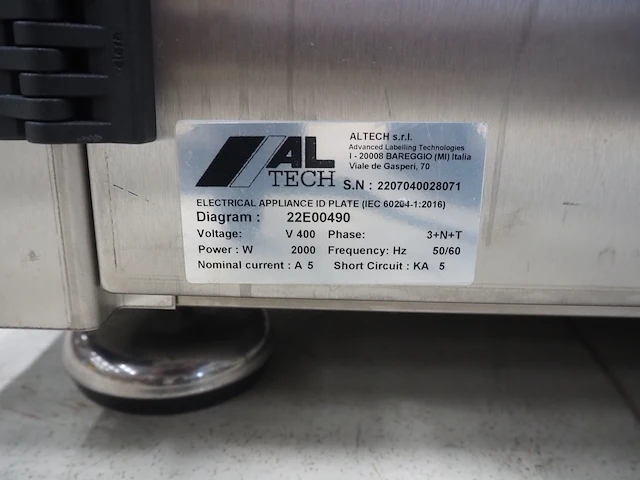 AL
TECH
ALTECH s.r.l.
Advanced Labelling Technologies
I - 20008 BAREGGIO (MI) Italia
Viale de Gasperi, 70
S.N : 2207040028071
ELECTRICAL APPLIANCE ID PLATE (IEC 60204-1:2016)
Diagram : 22E00490
Voltage: V 400 Phase: 3+N+T
Power : W 2000 Frequency: Hz 50/60
Nominal current : A 5 Short Circuit : KA 5